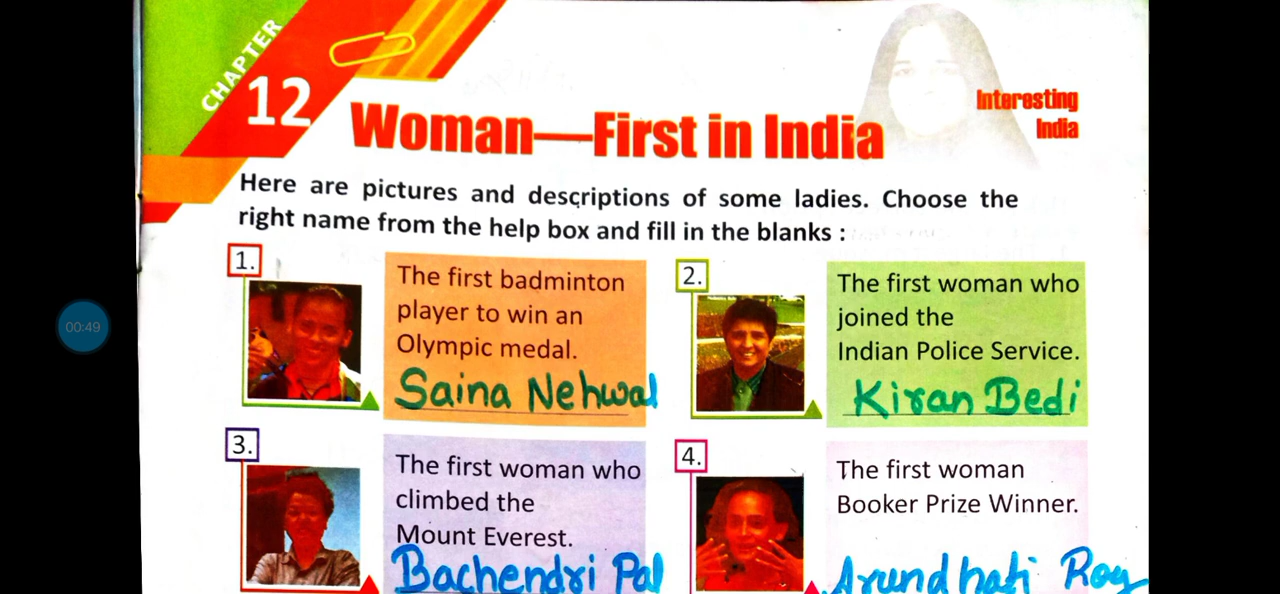 CHAPTER
12
Woman—First in India
Interesting
India
Here are pictures and descriptions of some ladies. Choose the
right name from the help box and fill in the blanks :
1.
The first badminton
player to win an
Olympic medal.
Saina Nehwal
2.
The first woman who
joined the
Indian Police Service.
Kiran Bedi
00:49
3.
The first woman who
climbed the
Mount Everest.
Bachendri Pal
4.
The first woman
Booker Prize Winner.
Arundhati Roy